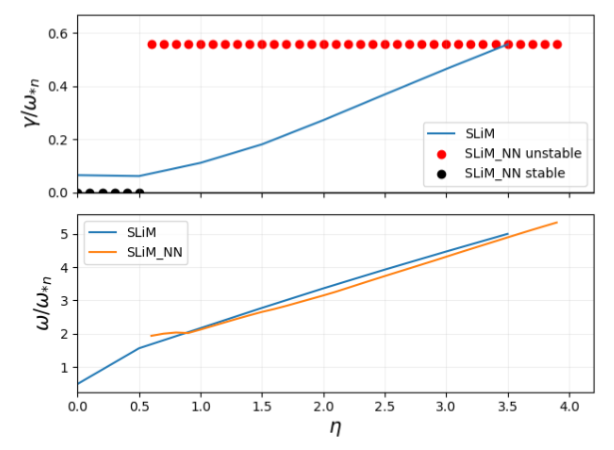 γ/ω*n
0.6
0.4
0.2
0.0
SLiM
SLiM_NN unstable
SLiM_NN stable
ω/ω*n
5
4
3
2
1
SLiM
SLiM_NN
0.0 0.5 1.0 1.5 2.0 2.5 3.0 3.5 4.0
η